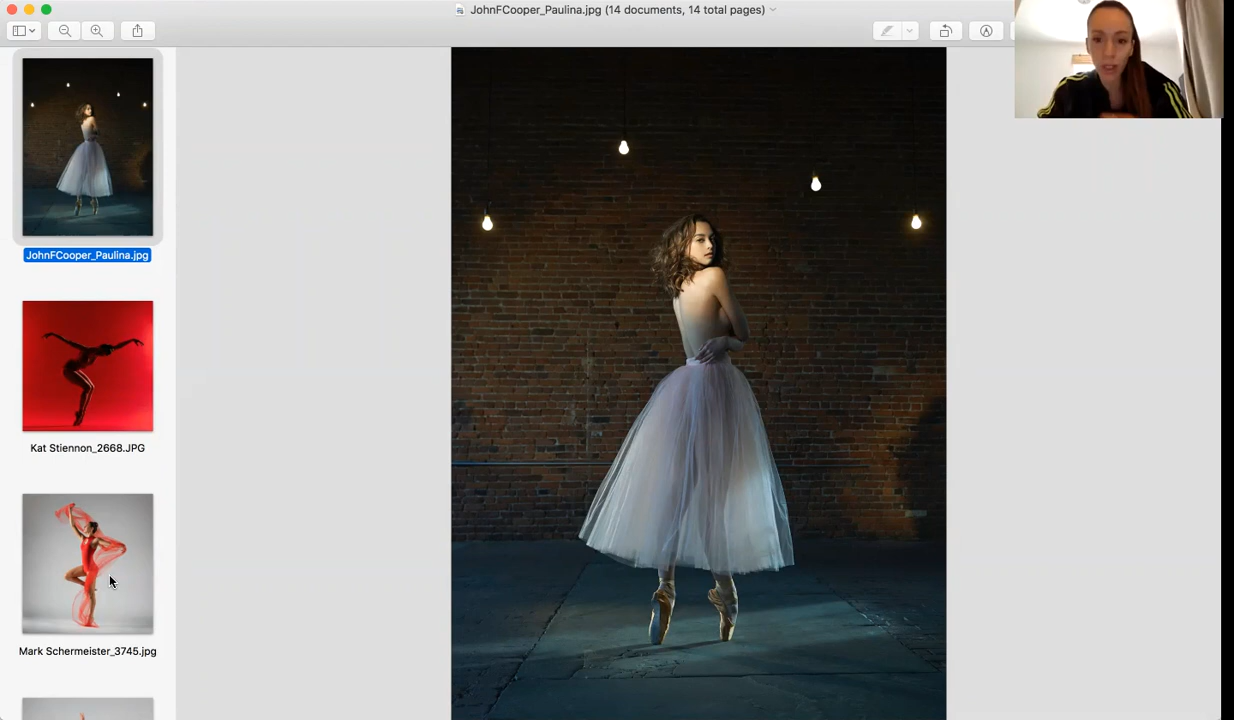 JohnFCooper_Paulina.jpg (14 documents, 14 total pages)
JohnFCooper_Paulina.jpg
Kat Stiennon_2668.JPG
Mark Schermeister_3745.jpg